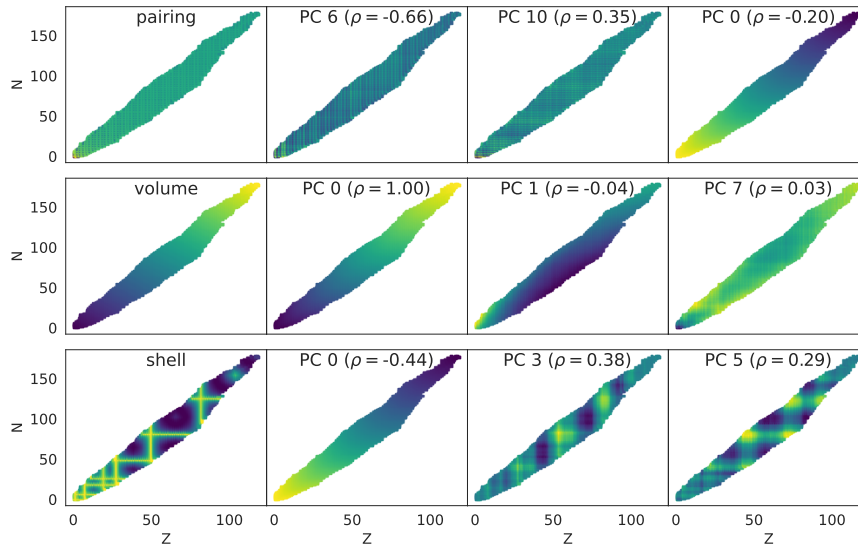 pairing PC 6 (ρ = -0.66) PC 10 (ρ = 0.35) PC 0 (ρ = -0.20)
150
100
N
50
0
volume PC 0 (ρ = 1.00) PC 1 (ρ = -0.04) PC 7 (ρ = 0.03)
150
100
N
50
0
shell PC 0 (ρ = -0.44) PC 3 (ρ = 0.38) PC 5 (ρ = 0.29)
150
100
N
50
0
0 50 100 0 50 100 0 50 100 0 50 100
Z Z Z Z